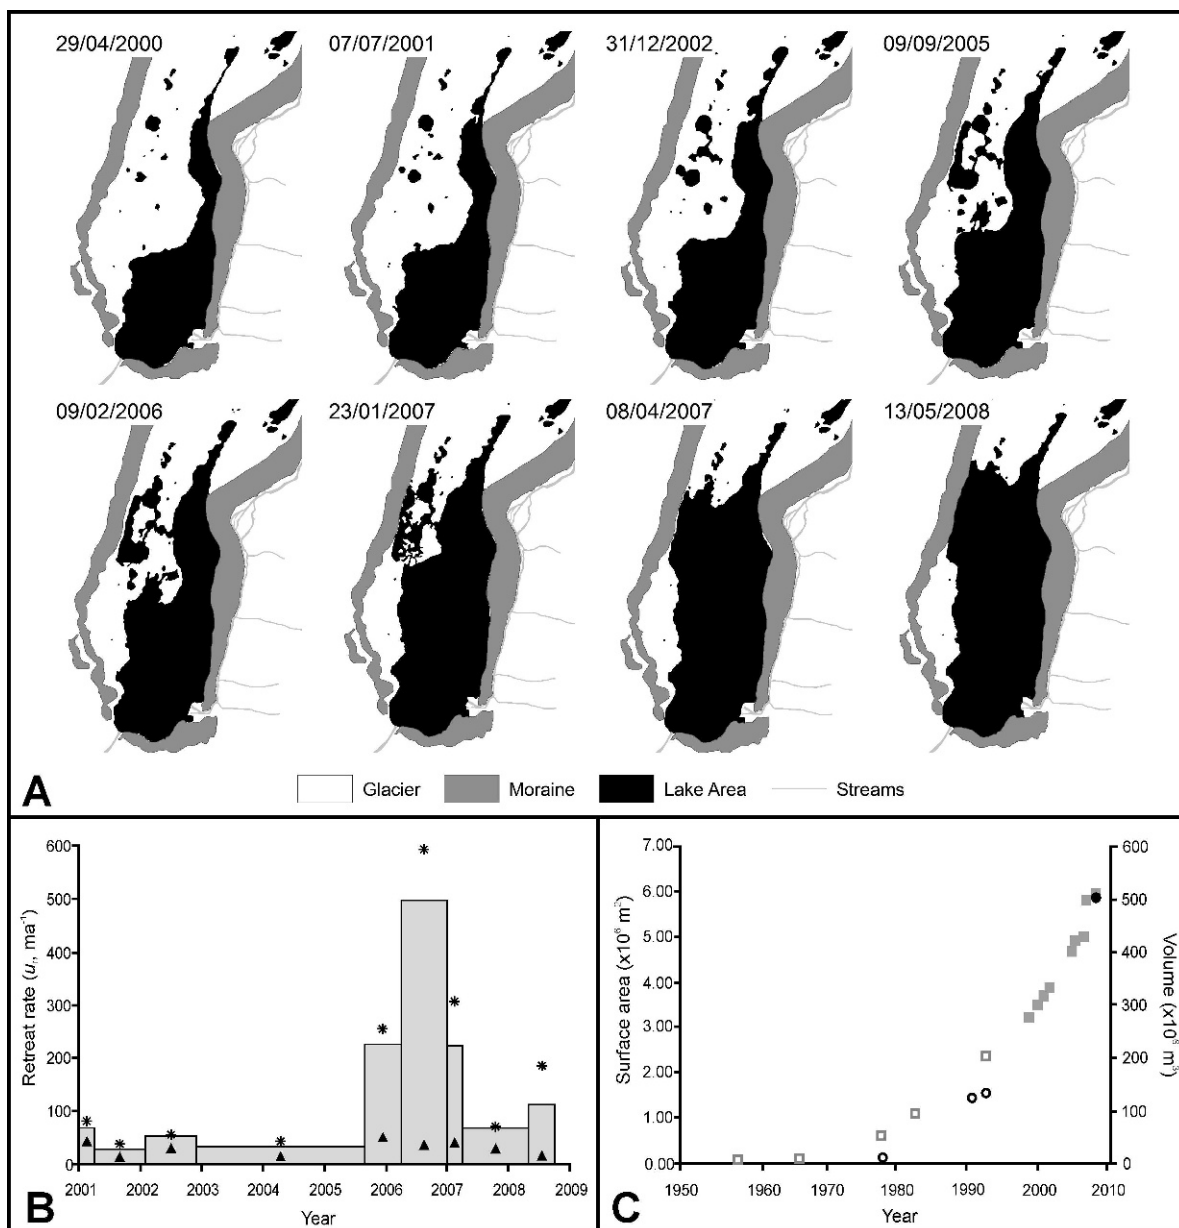 29/04/2000 07/07/2001 31/12/2002 09/09/2005
09/02/2006 23/01/2007 08/04/2007 13/05/2008
A Glacier Moraine Lake Area Streams
600
500
400
300
200
100
0
Retreat rate (uᵣ, ma⁻¹)
2001 2002 2003 2004 2005 2006 2007 2008 2009
Year
B
7.00
6.00
5.00
4.00
3.00
2.00
1.00
0.00
Surface area (x10⁶ m²)
600
500
400
300
200
100
0
Volume (x10⁶ m³)
1950 1960 1970 1980 1990 2000 2010
Year
C